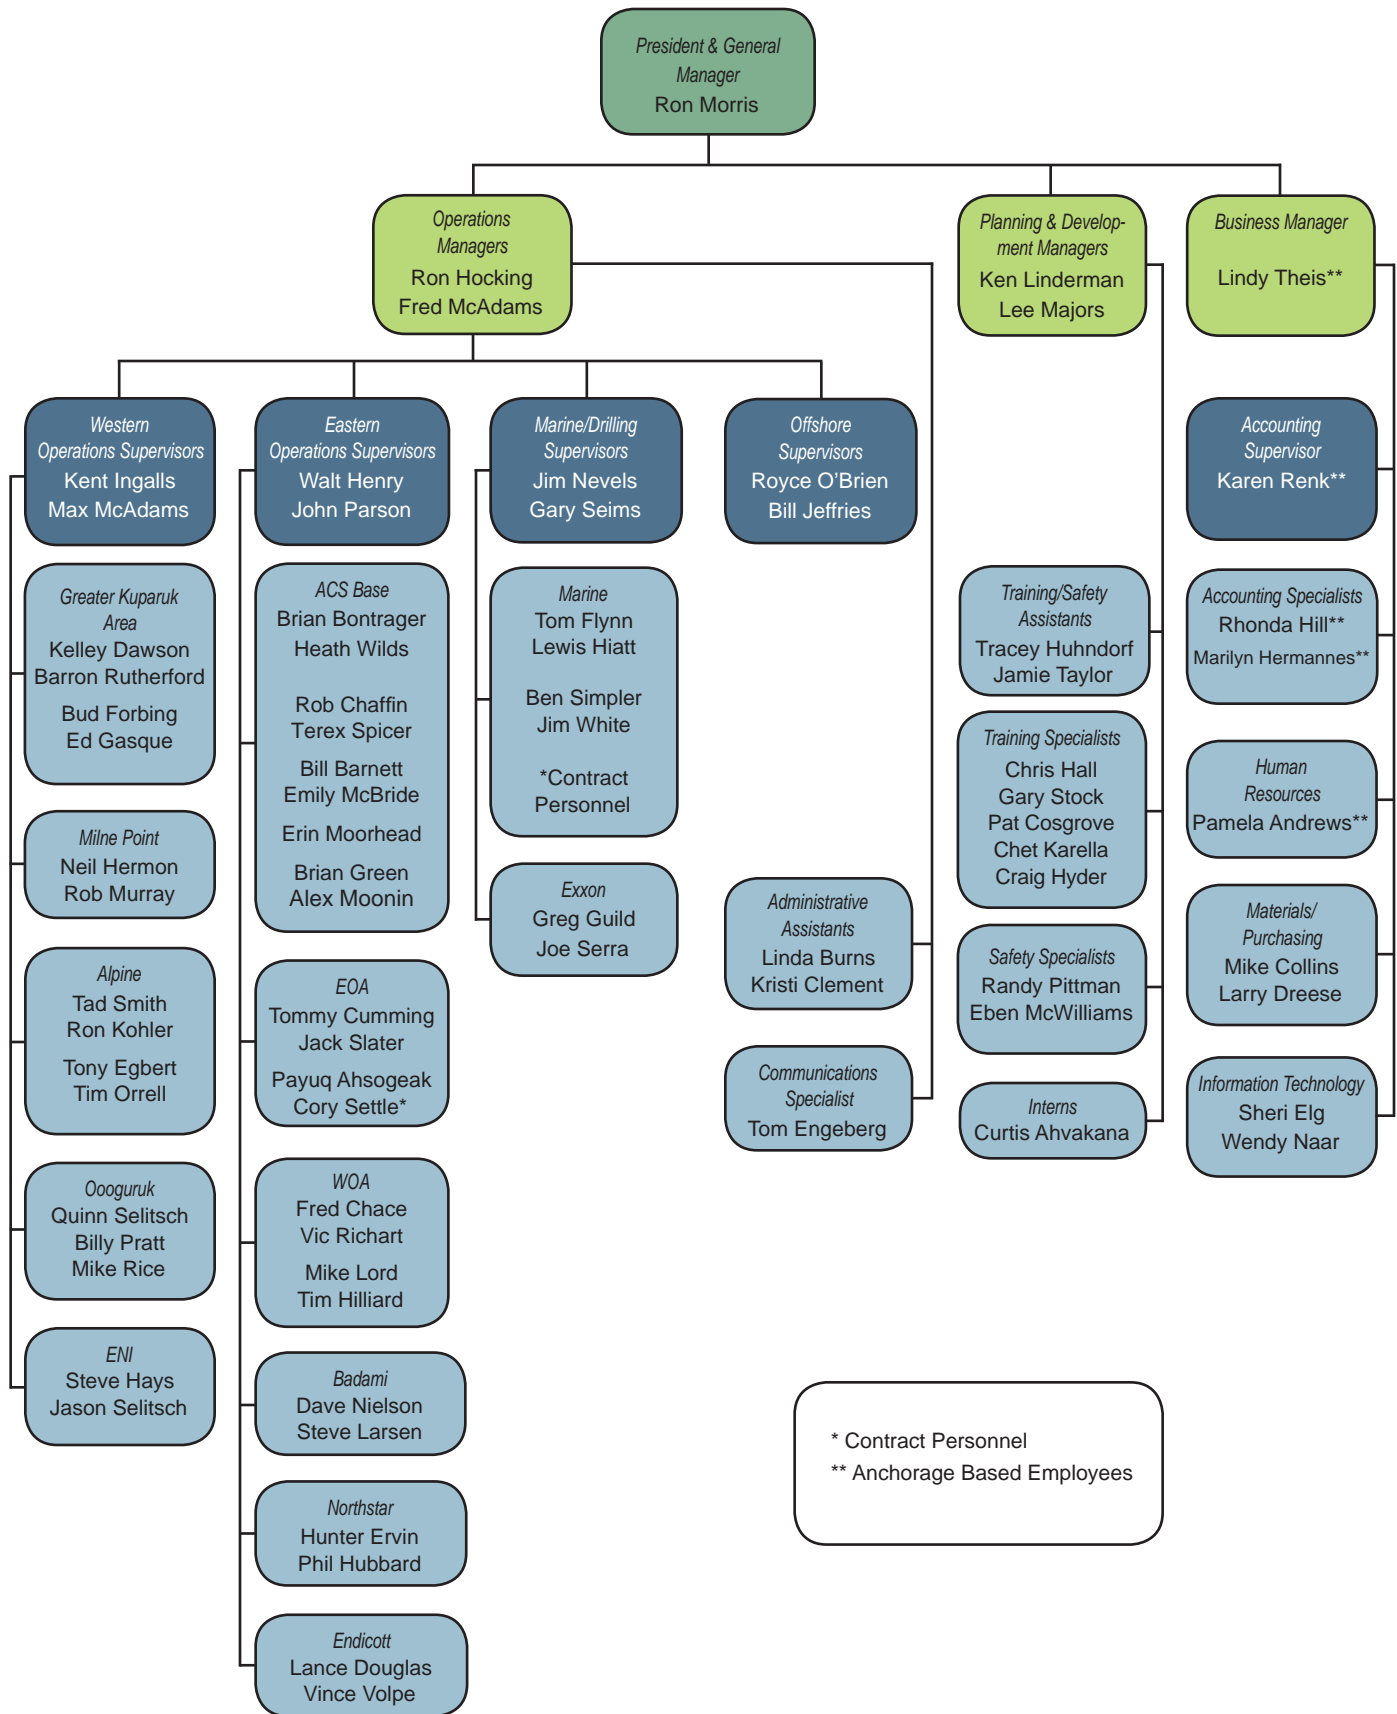 President & General
Manager
Ron Morris
Operations
Managers
Ron Hocking
Fred McAdams
Planning & Develop-
ment Managers
Ken Linderman
Lee Majors
Business Manager
Lindy Theis**
Western
Operations Supervisors
Kent Ingalls
Max McAdams
Eastern
Operations Supervisors
Walt Henry
John Parson
Marine/Drilling
Supervisors
Jim Nevels
Gary Seims
Offshore
Supervisors
Royce O'Brien
Bill Jeffries
Accounting
Supervisor
Karen Renk**
Greater Kuparuk
Area
Kelley Dawson
Barron Rutherford
Bud Forbing
Ed Gasque
Milne Point
Neil Hermon
Rob Murray
Alpine
Tad Smith
Ron Kohler
Tony Egbert
Tim Orrell
Oooguruk
Quinn Selitsch
Billy Pratt
Mike Rice
ENI
Steve Hays
Jason Selitsch
ACS Base
Brian Bontrager
Heath Wilds
Rob Chaffin
Terex Spicer
Bill Barnett
Emily McBride
Erin Moorhead
Brian Green
Alex Moonin
EOA
Tommy Cumming
Jack Slater
Payuq Ahsogeak
Cory Settle*
WOA
Fred Chace
Vic Richart
Mike Lord
Tim Hilliard
Badami
Dave Nielson
Steve Larsen
Northstar
Hunter Ervin
Phil Hubbard
Endicott
Lance Douglas
Vince Volpe
Marine
Tom Flynn
Lewis Hiatt
Ben Simpler
Jim White
*Contract
Personnel
Exxon
Greg Guild
Joe Serra
Administrative
Assistants
Linda Burns
Kristi Clement
Communications
Specialist
Tom Engeberg
Training/Safety
Assistants
Tracey Huhndorf
Jamie Taylor
Training Specialists
Chris Hall
Gary Stock
Pat Cosgrove
Chet Karella
Craig Hyder
Safety Specialists
Randy Pittman
Eben McWilliams
Interns
Curtis Ahvakana
Accounting Specialists
Rhonda Hill**
Marilyn Hermannes**
Human
Resources
Pamela Andrews**
Materials/
Purchasing
Mike Collins
Larry Dreese
Information Technology
Sheri Elg
Wendy Naar
* Contract Personnel
** Anchorage Based Employees